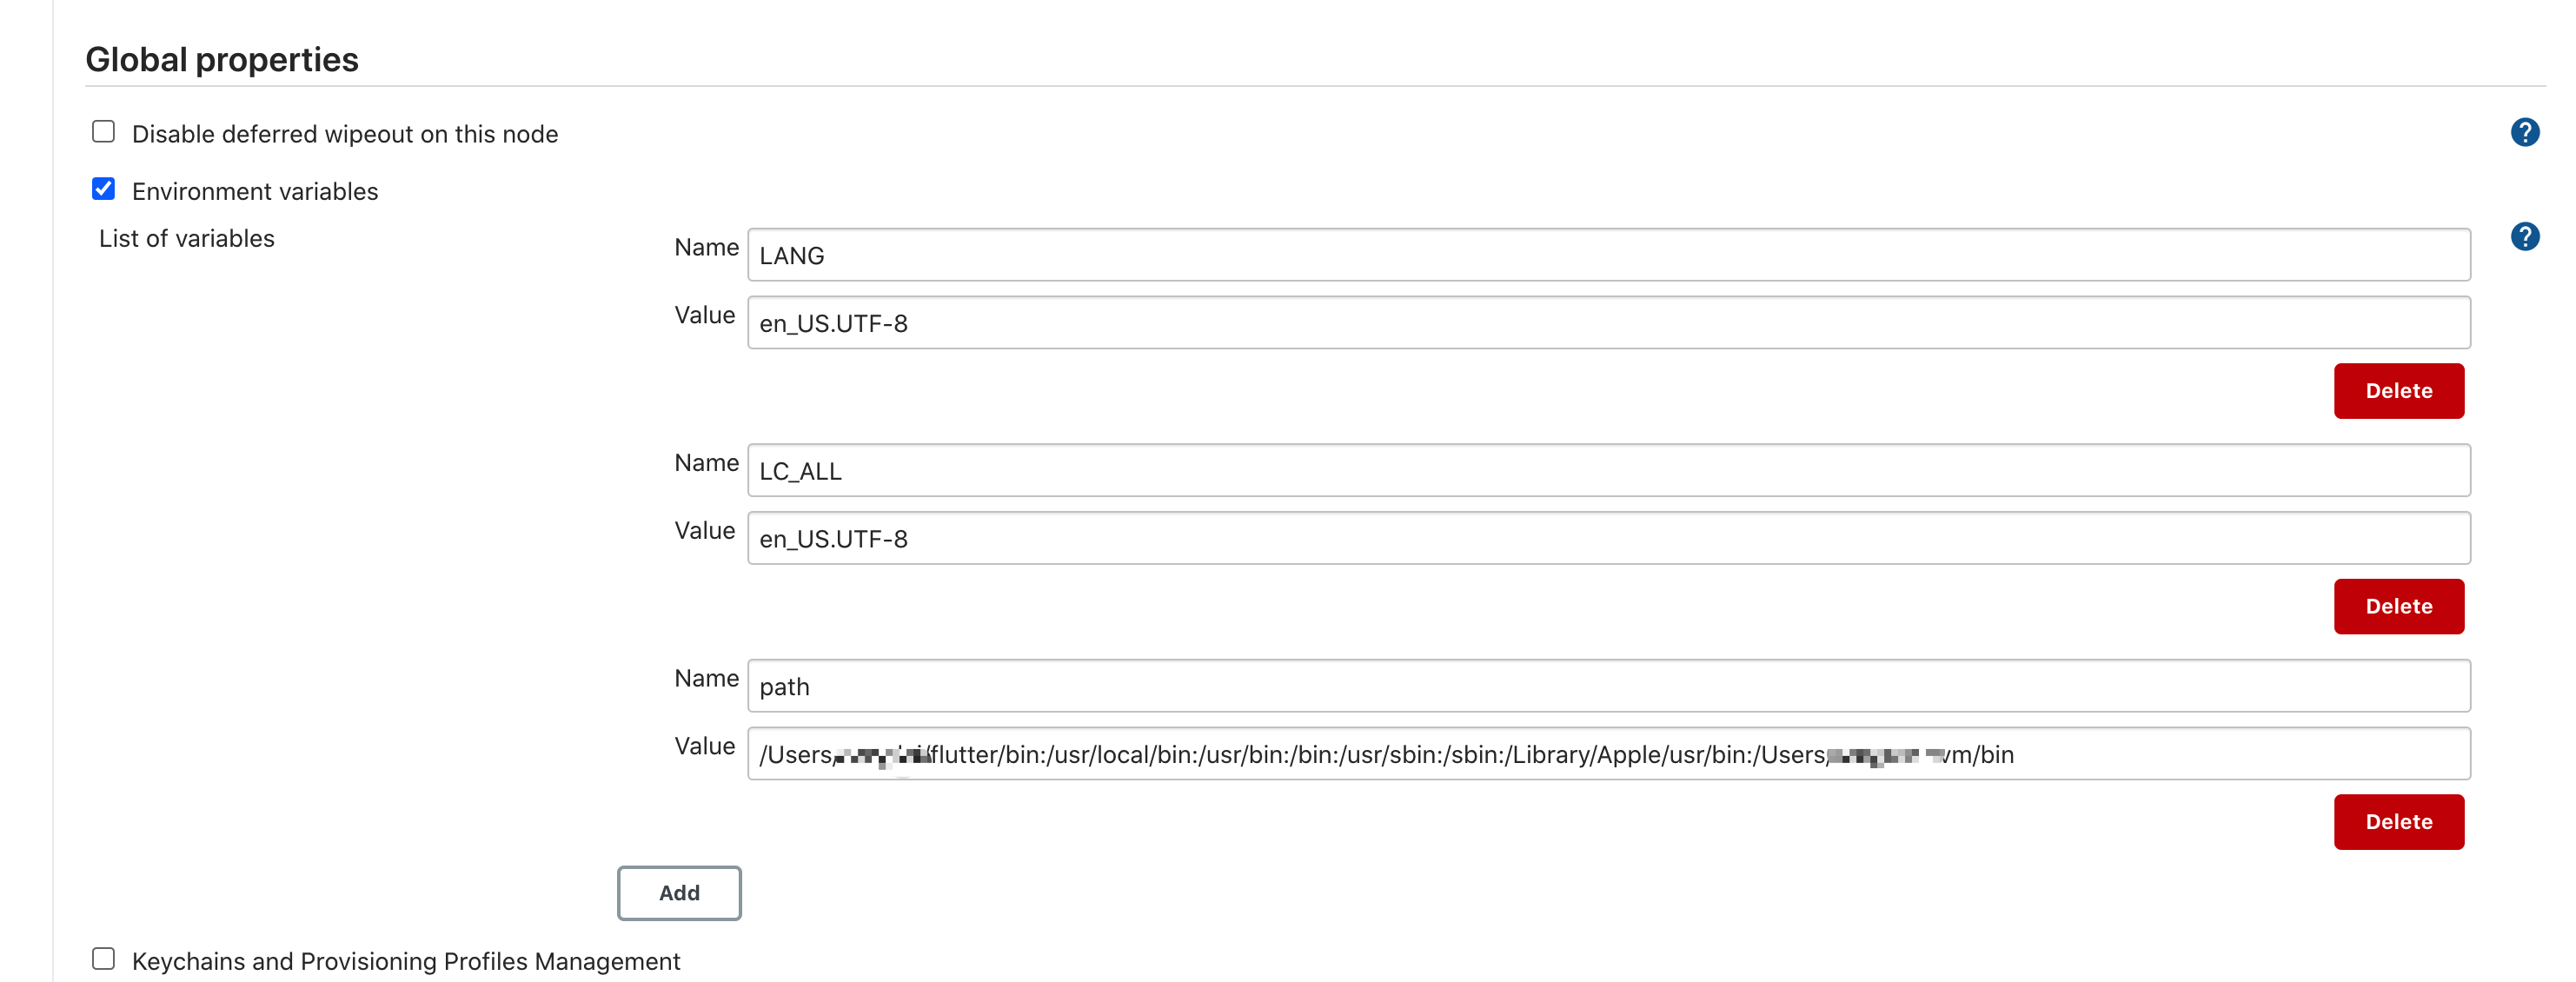 Global properties
Disable deferred wipeout on this node
?
Environment variables
List of variables
?
Name LANG
Value en_US.UTF-8
Delete
Name LC_ALL
Value en_US.UTF-8
Delete
Name path
Value /Users/ /flutter/bin:/usr/local/bin:/usr/bin:/bin:/usr/sbin:/sbin:/Library/Apple/usr/bin:/Users/ vm/bin
Delete
Add
Keychains and Provisioning Profiles Management